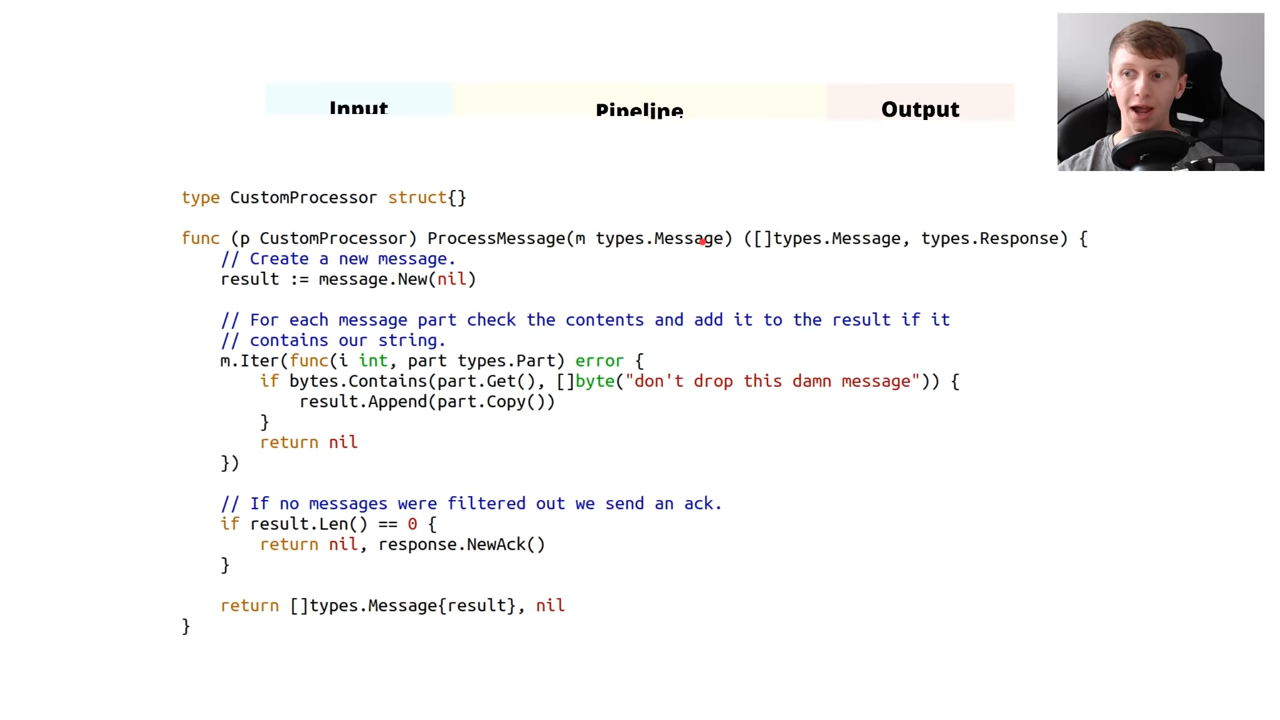 Input Pipeline Output
type CustomProcessor struct{}
func (p CustomProcessor) ProcessMessage(m types.Message) ([]types.Message, types.Response) {
// Create a new message.
result := message.New(nil)
// For each message part check the contents and add it to the result if it
// contains our string.
m.Iter(func(i int, part types.Part) error {
if bytes.Contains(part.Get(), []byte("don't drop this damn message")) {
result.Append(part.Copy())
}
return nil
})
// If no messages were filtered out we send an ack.
if result.Len() == 0 {
return nil, response.NewAck()
}
return []types.Message{result}, nil
}